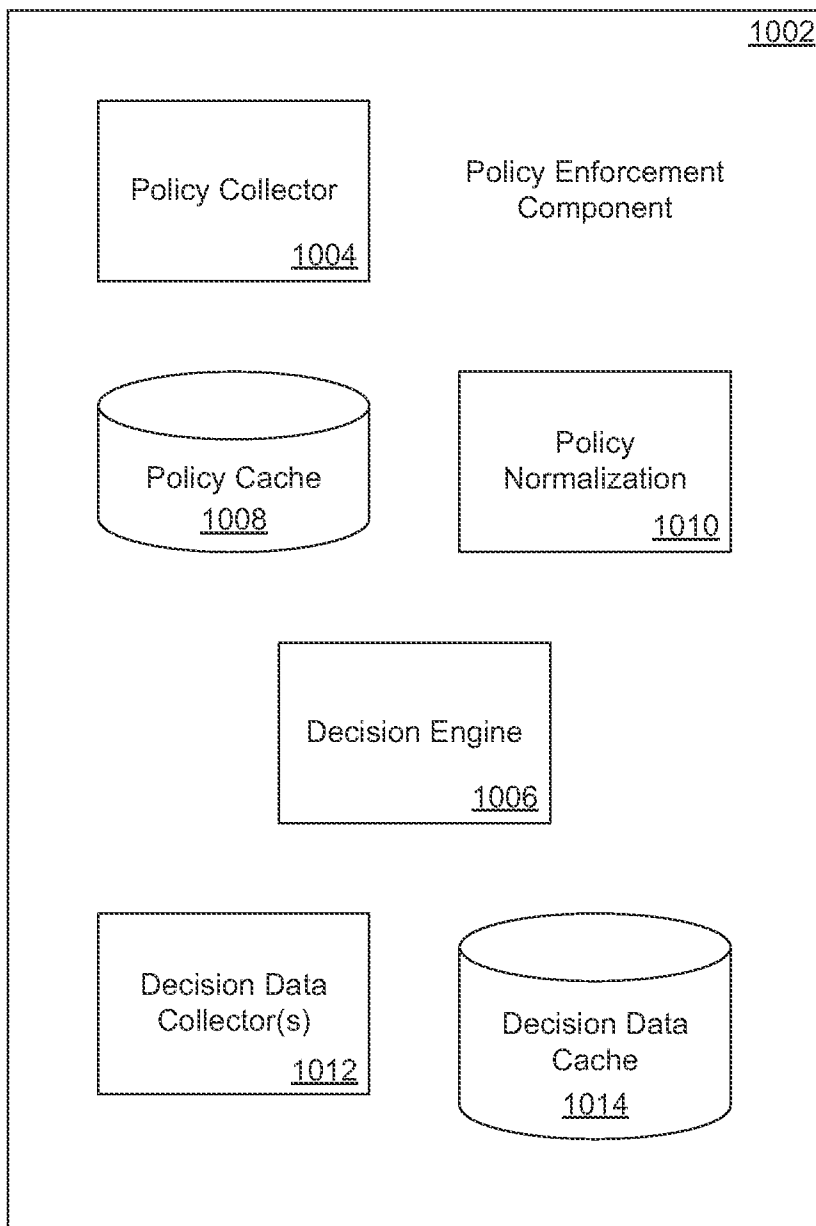 1002
Policy Collector
1004
Policy Enforcement
Component
Policy Cache
1008
Policy
Normalization
1010
Decision Engine
1006
Decision Data
Collector(s)
1012
Decision Data
Cache
1014